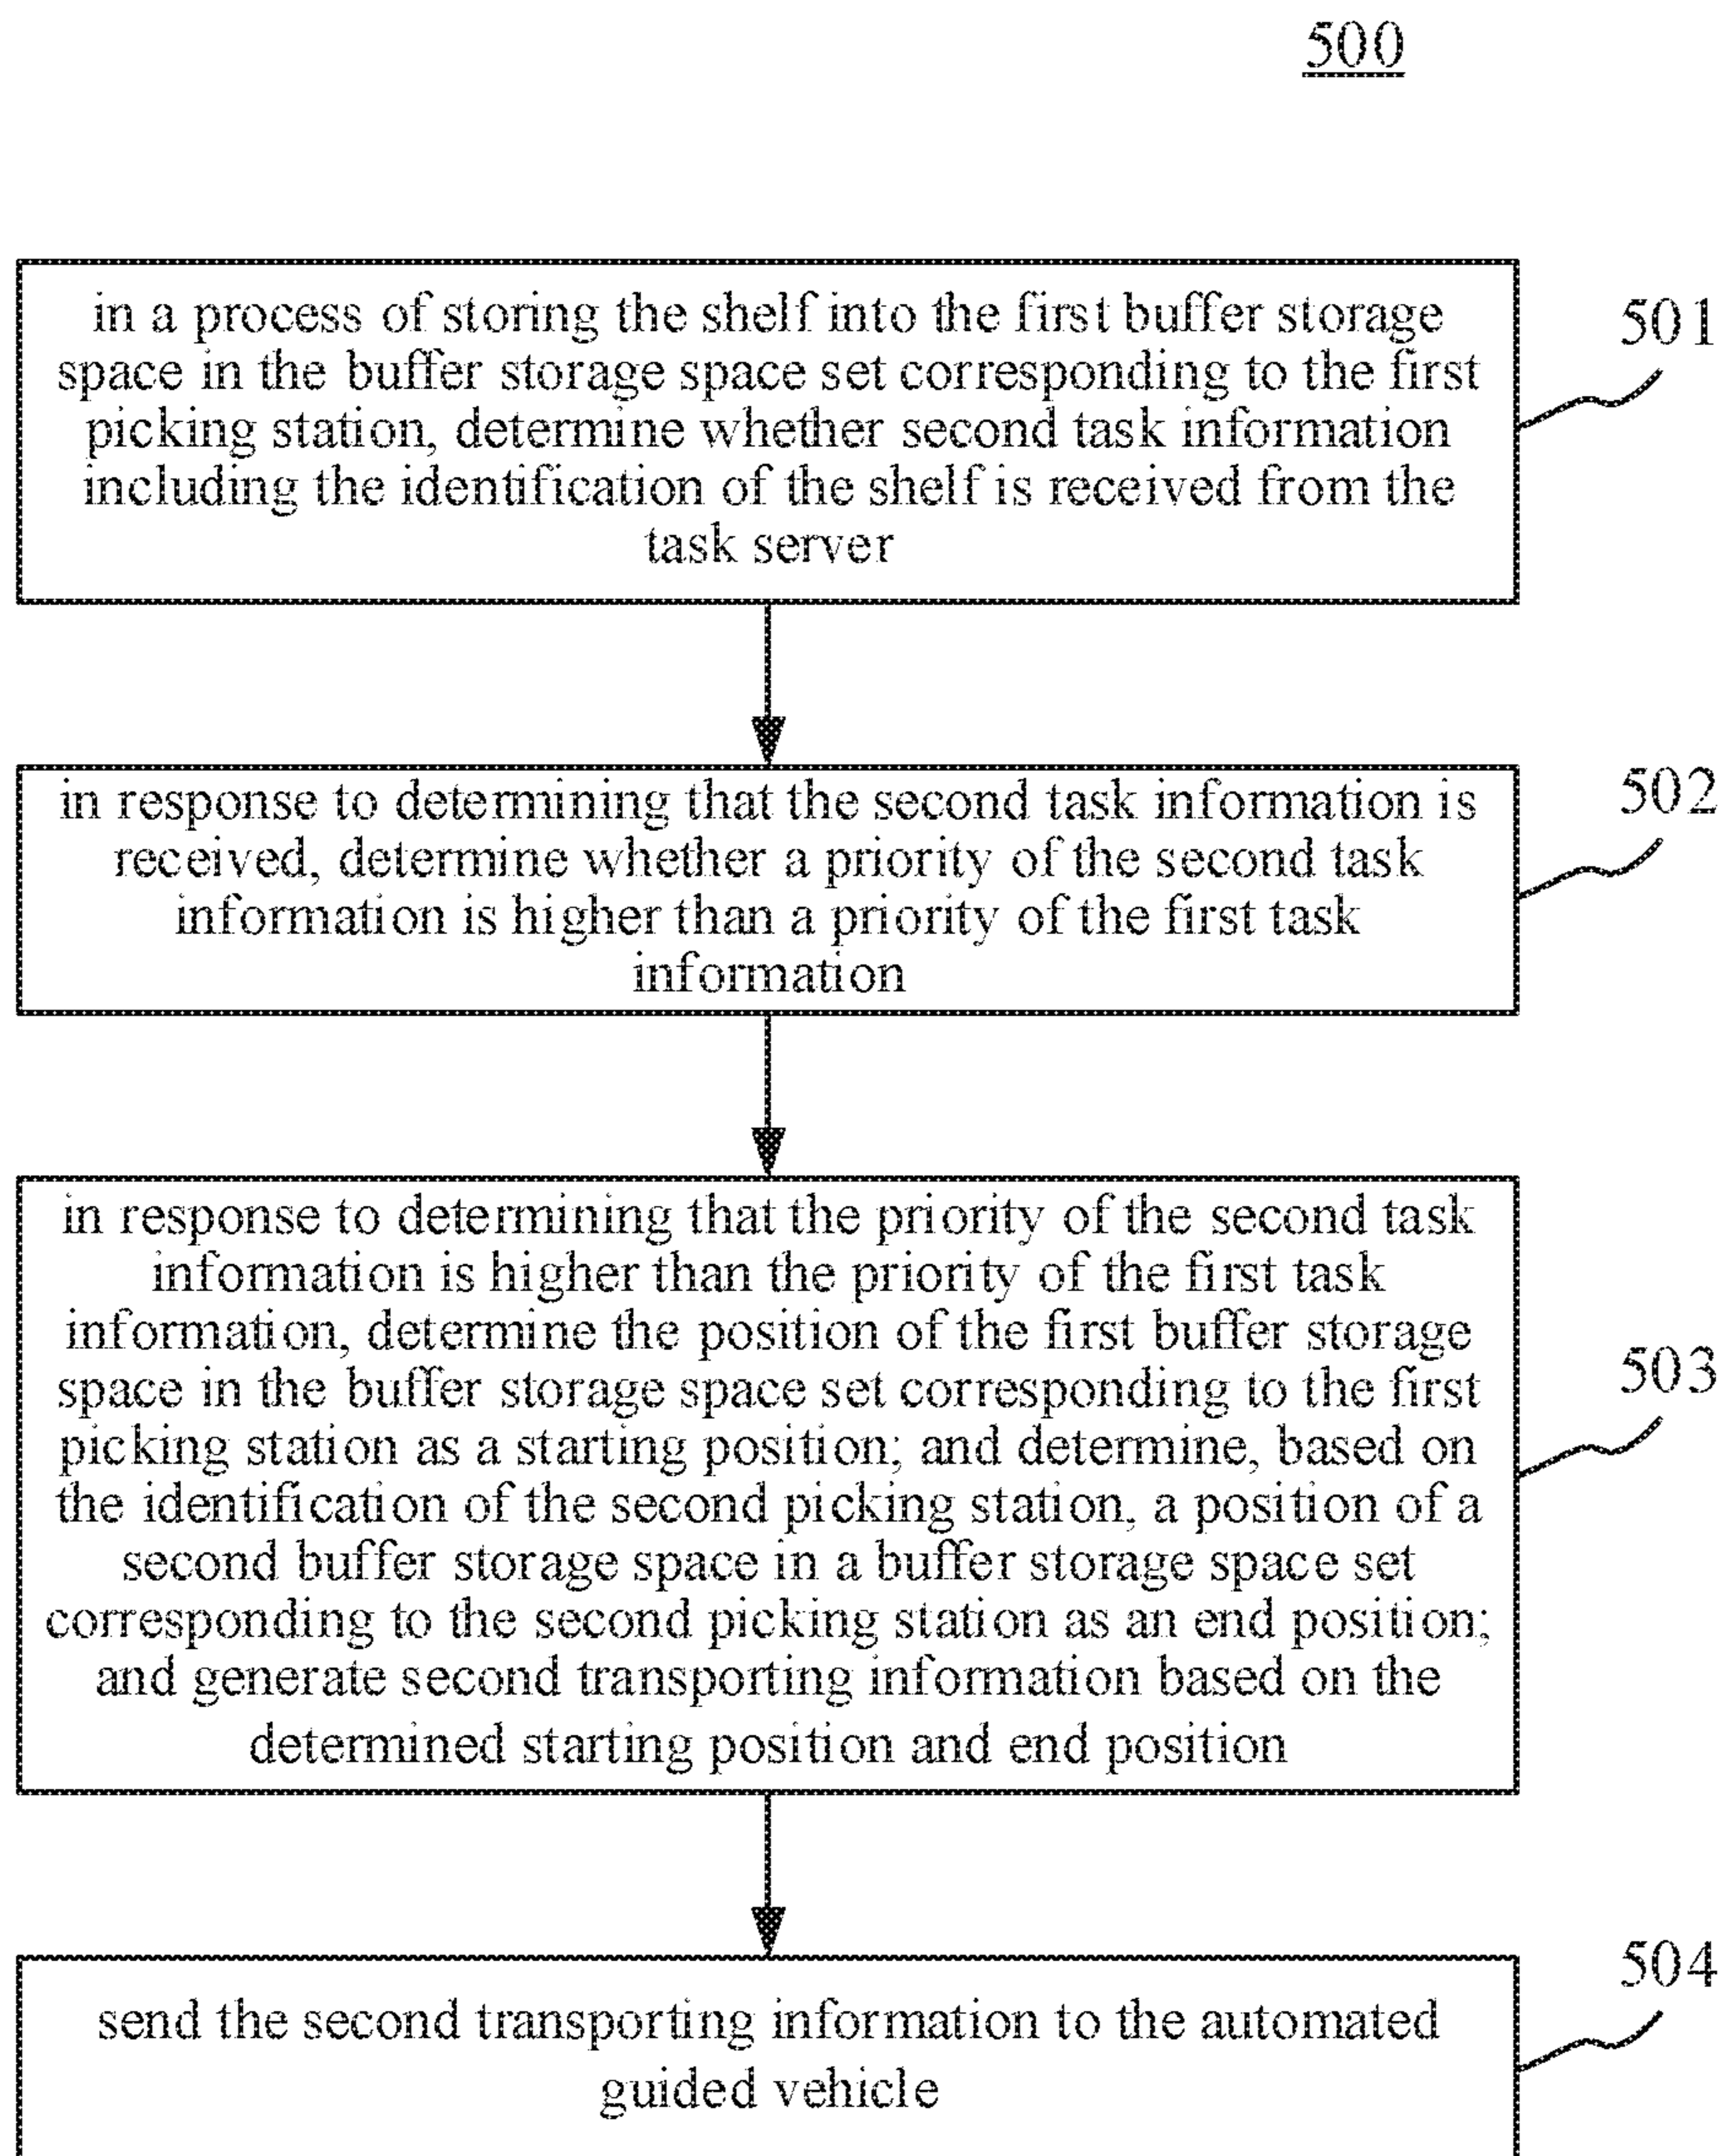 500
in a process of storing the shelf into the first buffer storage
space in the buffer storage space set corresponding to the first
picking station, determine whether second task information
including the identification of the shelf is received from the
task server
501
in response to determining that the second task information is
received, determine whether a priority of the second task
information is higher than a priority of the first task
information
502
in response to determining that the priority of the second task
information is higher than the priority of the first task
information, determine the position of the first buffer storage
space in the buffer storage space set corresponding to the first
picking station as a starting position; and determine, based on
the identification of the second picking station, a position of a
second buffer storage space in a buffer storage space set
corresponding to the second picking station as an end position;
and generate second transporting information based on the
determined starting position and end position
503
send the second transporting information to the automated
guided vehicle
504